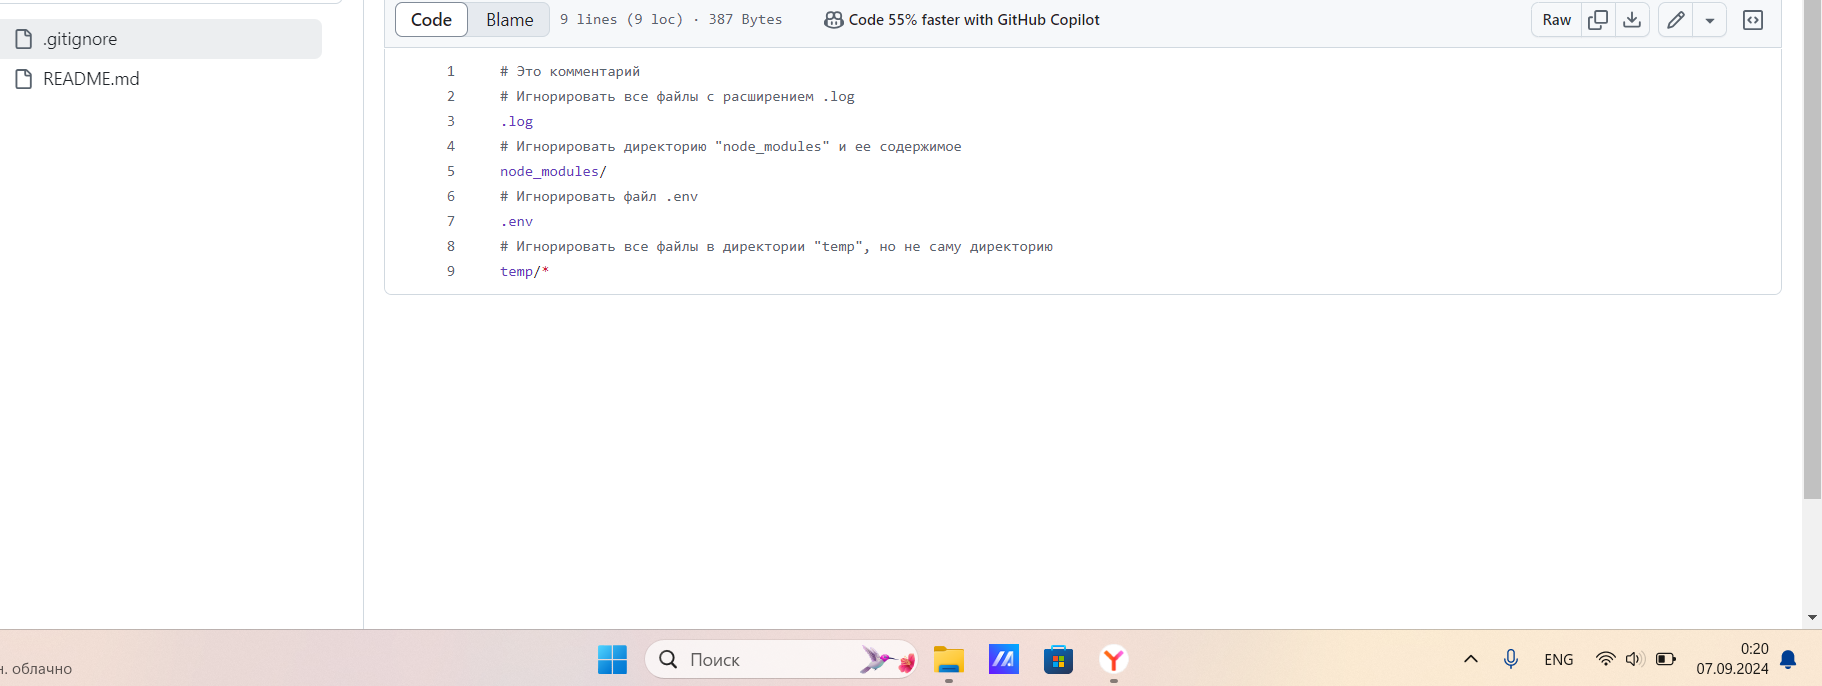 .gitignore
README.md
Code Blame 9 lines (9 loc) · 387 Bytes Code 55% faster with GitHub Copilot Raw
1 # Это комментарий
2 # Игнорировать все файлы с расширением .log
3 .log
4 # Игнорировать директорию "node_modules" и ее содержимое
5 node_modules/
6 # Игнорировать файл .env
7 .env
8 # Игнорировать все файлы в директории "temp", но не саму директорию
9 temp/*
н. облачно
Поиск
ENG
0:20
07.09.2024